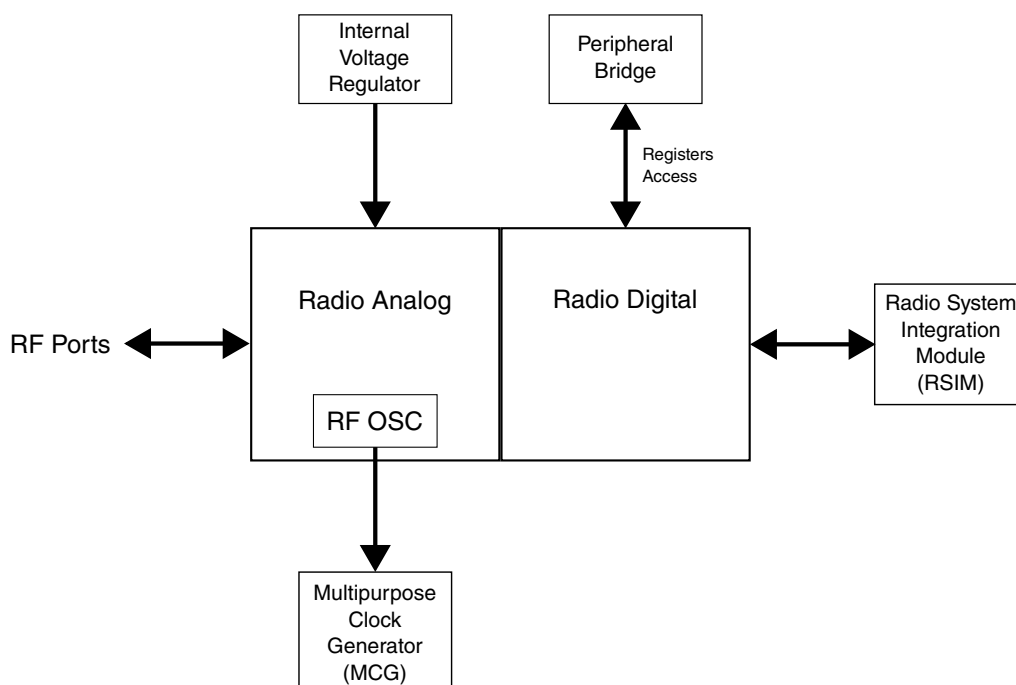 Internal
Voltage
Regulator
Peripheral
Bridge
Registers
Access
Radio Analog
Radio Digital
RF Ports
Radio System
Integration
Module
(RSIM)
RF OSC
Multipurpose
Clock
Generator
(MCG)